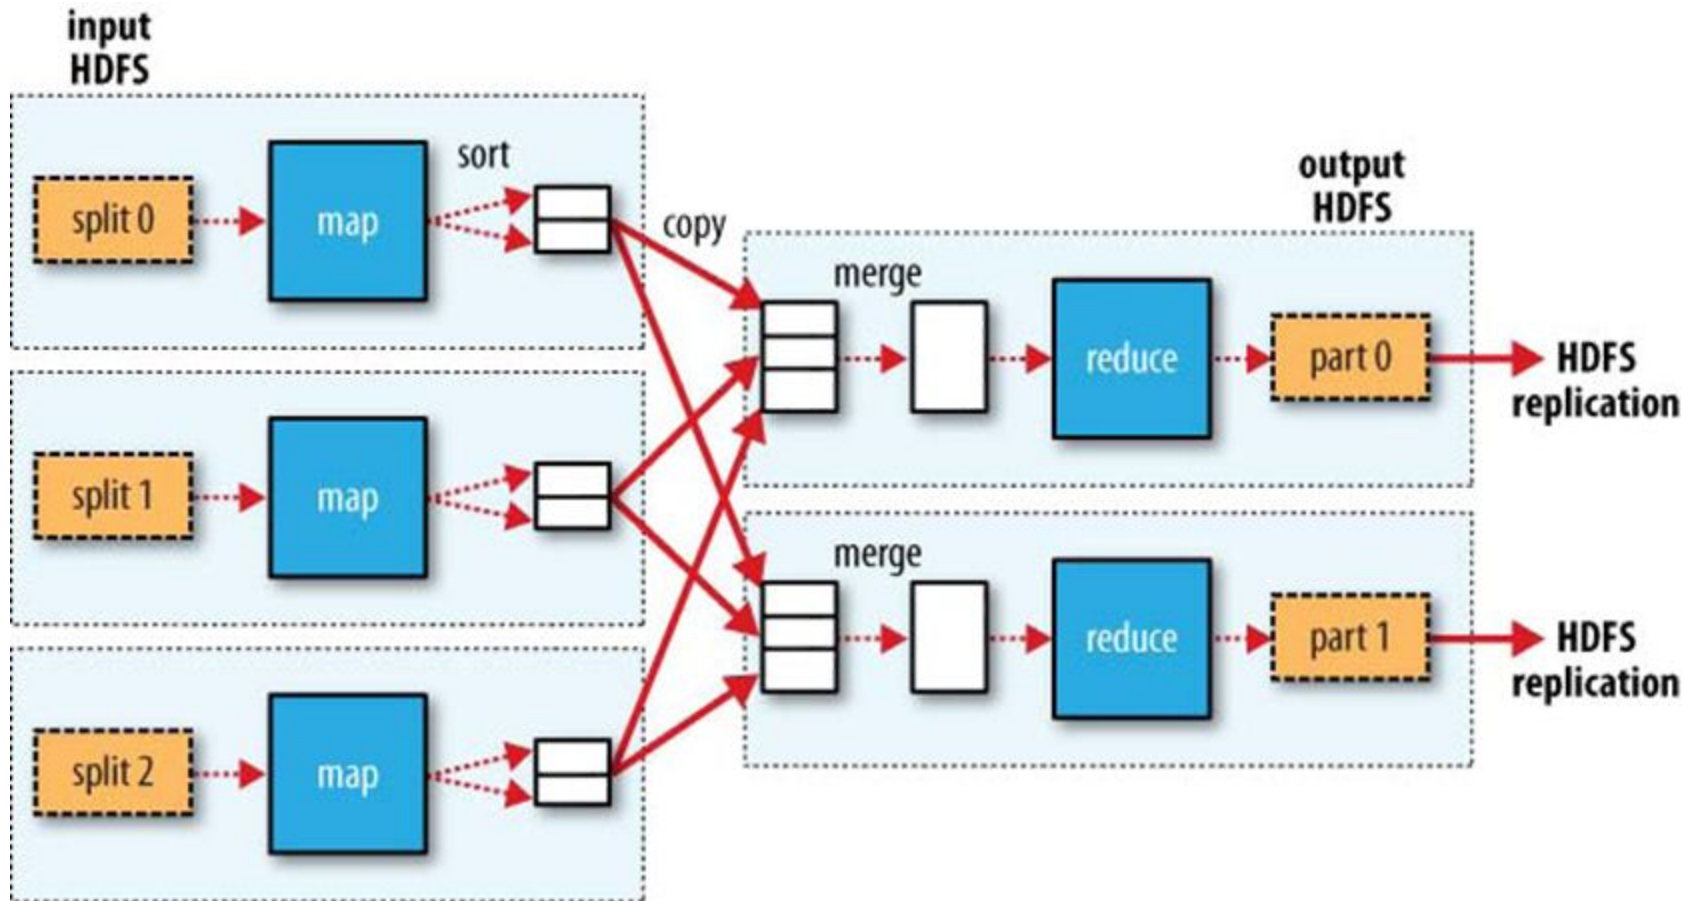 input
HDFS
split 0
map
sort
copy
split 1
map
split 2
map
output
HDFS
merge
reduce
part 0
HDFS
replication
merge
reduce
part 1
HDFS
replication